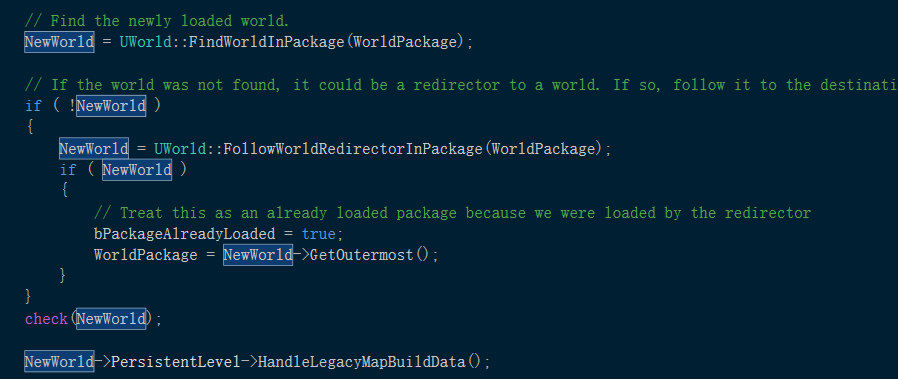 // Find the newly loaded world.
NewWorld = UWorld::FindWorldInPackage(WorldPackage);
// If the world was not found, it could be a redirector to a world. If so, follow it to the destinati
if ( !NewWorld )
{
NewWorld = UWorld::FollowWorldRedirectorInPackage(WorldPackage);
if ( NewWorld )
{
// Treat this as an already loaded package because we were loaded by the redirector
bPackageAlreadyLoaded = true;
WorldPackage = NewWorld->GetOutermost();
}
}
check(NewWorld);
NewWorld->PersistentLevel->HandleLegacyMapBuildData();